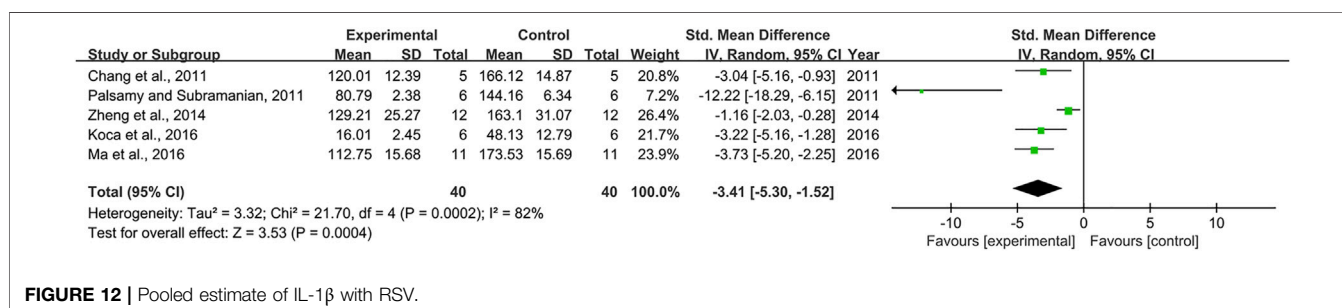 Experimental Control Std. Mean Difference Std. Mean Difference
Study or Subgroup Mean SD Total Mean SD Total Weight IV, Random, 95% CI Year IV, Random, 95% CI
Chang et al., 2011 120.01 12.39 5 166.12 14.87 5 20.8% -3.04 [-5.16, -0.93] 2011
Palsamy and Subramanian, 2011 80.79 2.38 6 144.16 6.34 6 7.2% -12.22 [-18.29, -6.15] 2011
Zheng et al., 2014 129.21 25.27 12 163.1 31.07 12 26.4% -1.16 [-2.03, -0.28] 2014
Koca et al., 2016 16.01 2.45 6 48.13 12.79 6 21.7% -3.22 [-5.16, -1.28] 2016
Ma et al., 2016 112.75 15.68 11 173.53 15.69 11 23.9% -3.73 [-5.20, -2.25] 2016
Total (95% CI) 40 40 100.0% -3.41 [-5.30, -1.52]
Heterogeneity: Tau² = 3.32; Chi² = 21.70, df = 4 (P = 0.0002); I² = 82%
Test for overall effect: Z = 3.53 (P = 0.0004)
-10 -5 0 5 10
Favours [experimental] Favours [control]
FIGURE 12 | Pooled estimate of IL-1β with RSV.